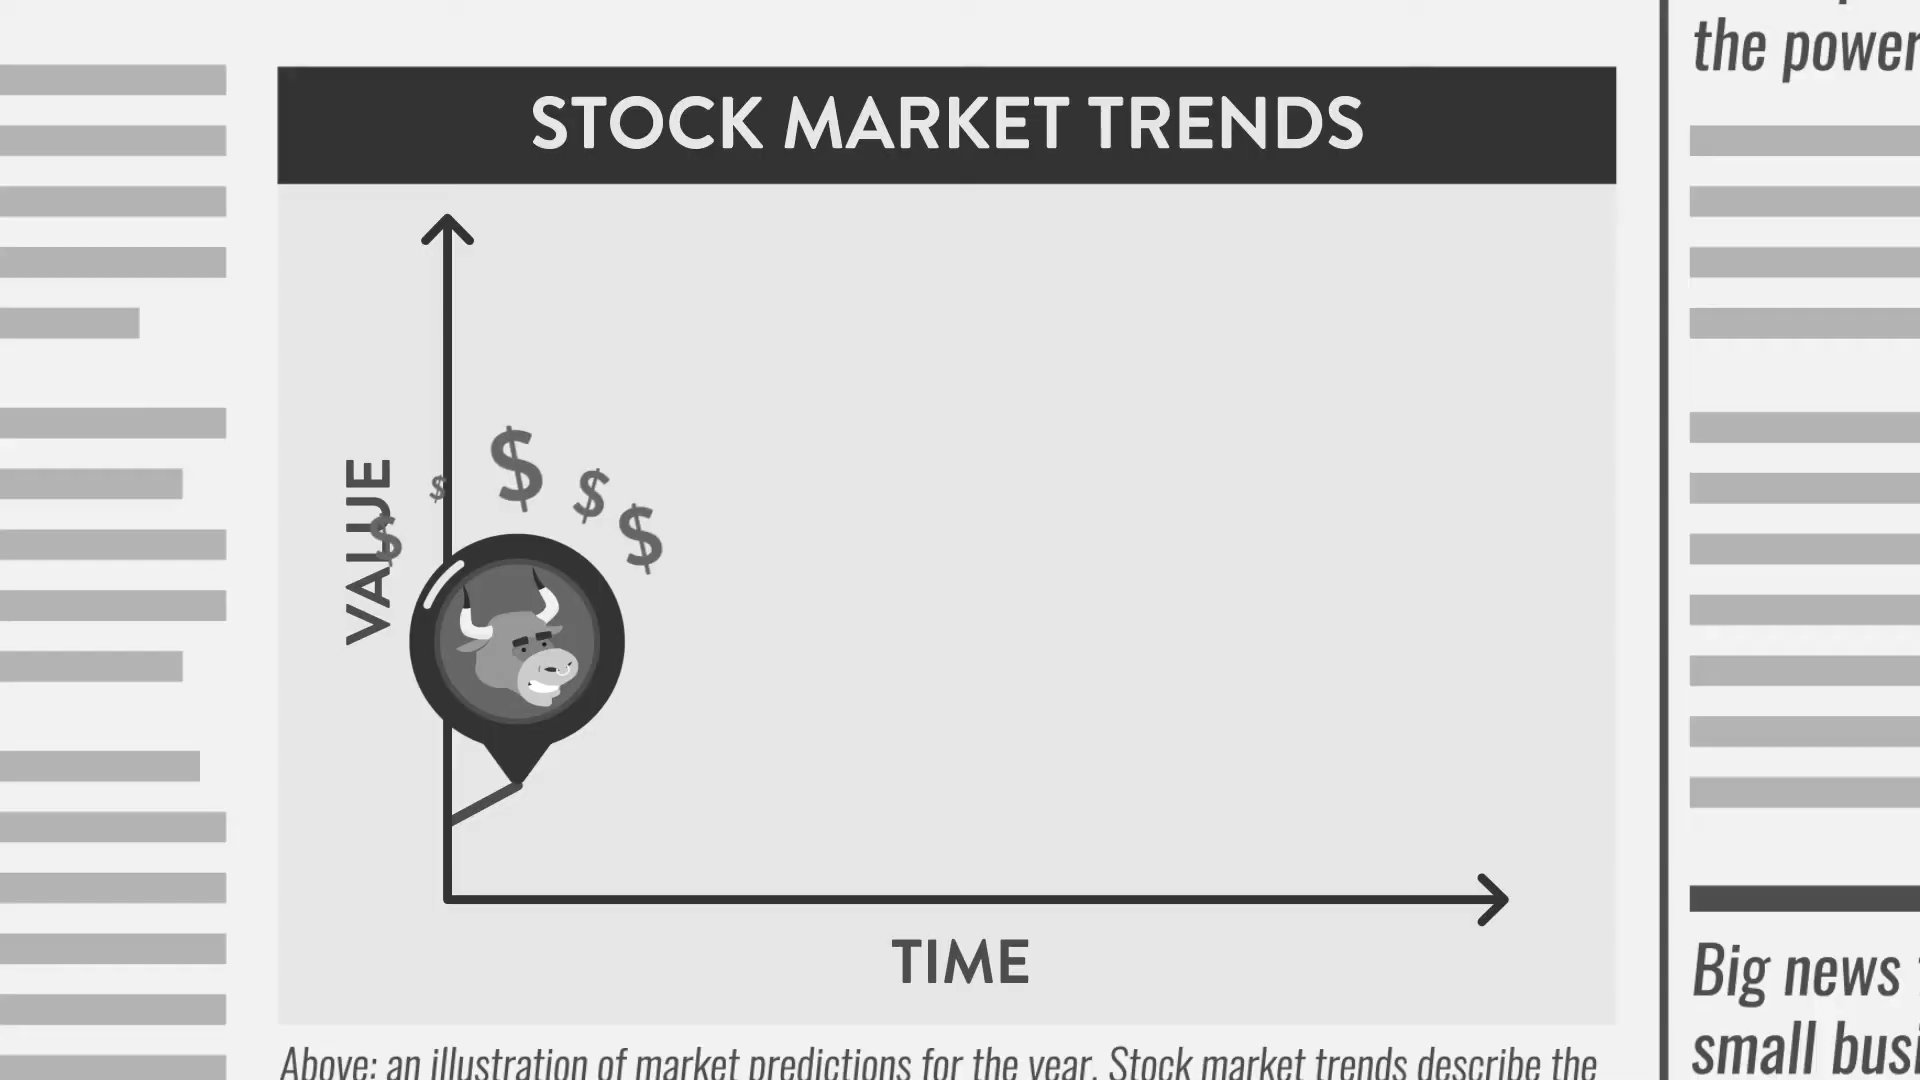 STOCK MARKET TRENDS
VALUE
$
$
$
$
$
TIME
Above: an illustration of market predictions for the year. Stock market trends describe the
the power
Big news
small busi